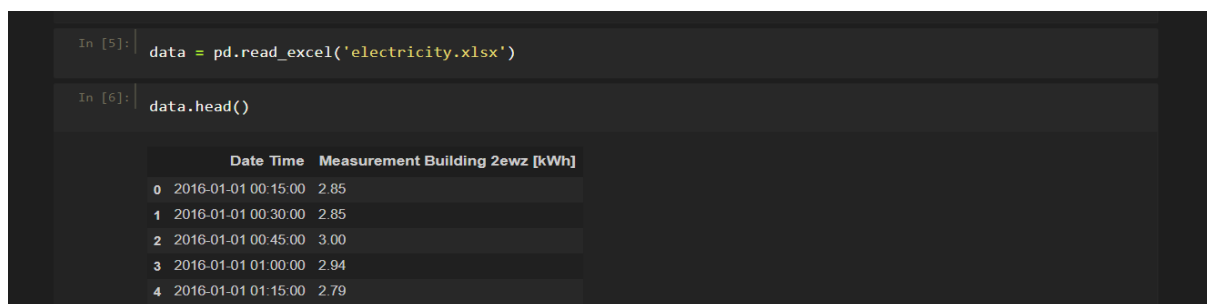 In [5]: data = pd.read_excel('electricity.xlsx')
In [6]: data.head()
Date Time Measurement Building 2ewz [kWh]
0 2016-01-01 00:15:00 2.85
1 2016-01-01 00:30:00 2.85
2 2016-01-01 00:45:00 3.00
3 2016-01-01 01:00:00 2.94
4 2016-01-01 01:15:00 2.79